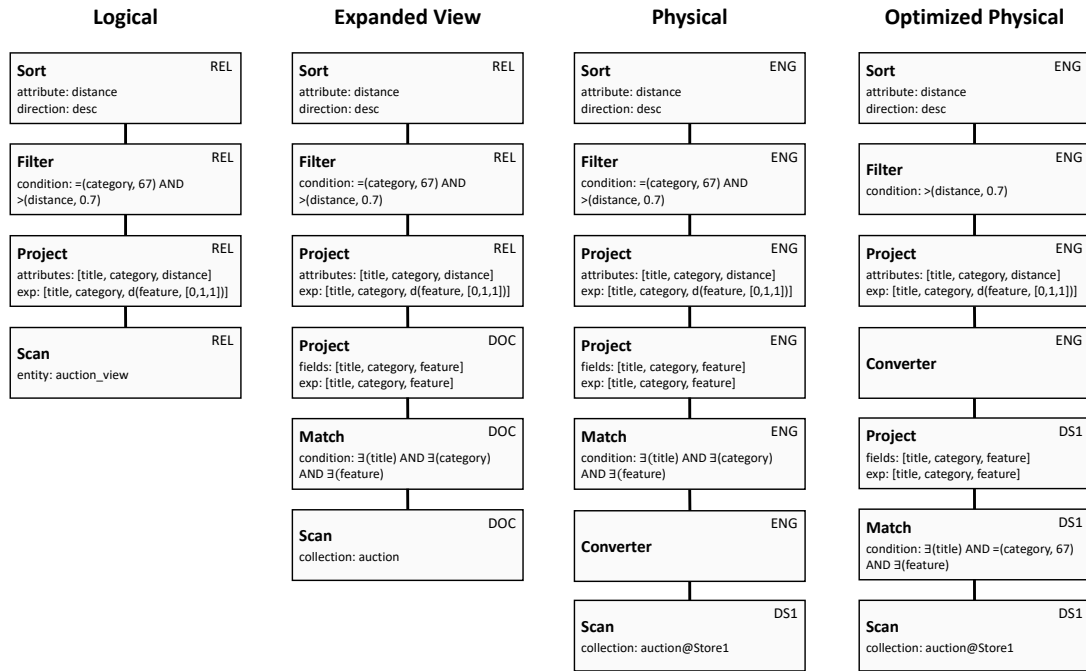 Logical
Sort
REL
attribute: distance
direction: desc
Filter
REL
condition: =(category, 67) AND
>(distance, 0.7)
Project
REL
attributes: [title, category, distance]
exp: [title, category, d(feature, [0,1,1])]
Scan
REL
entity: auction_view
Expanded View
Sort
REL
attribute: distance
direction: desc
Filter
REL
condition: =(category, 67) AND
>(distance, 0.7)
Project
REL
attributes: [title, category, distance]
exp: [title, category, d(feature, [0,1,1])]
Project
DOC
fields: [title, category, feature]
exp: [title, category, feature]
Match
DOC
condition: ∃(title) AND ∃(category)
AND ∃(feature)
Scan
DOC
collection: auction
Physical
Sort
ENG
attribute: distance
direction: desc
Filter
ENG
condition: =(category, 67) AND
>(distance, 0.7)
Project
ENG
attributes: [title, category, distance]
exp: [title, category, d(feature, [0,1,1])]
Project
ENG
fields: [title, category, feature]
exp: [title, category, feature]
Match
ENG
condition: ∃(title) AND ∃(category)
AND ∃(feature)
Converter
ENG
Scan
DS1
collection: auction@Store1
Optimized Physical
Sort
ENG
attribute: distance
direction: desc
Filter
ENG
condition: >(distance, 0.7)
Project
ENG
attributes: [title, category, distance]
exp: [title, category, d(feature, [0,1,1])]
Converter
ENG
Project
DS1
fields: [title, category, feature]
exp: [title, category, feature]
Match
DS1
condition: ∃(title) AND =(category, 67)
AND ∃(feature)
Scan
DS1
collection: auction@Store1